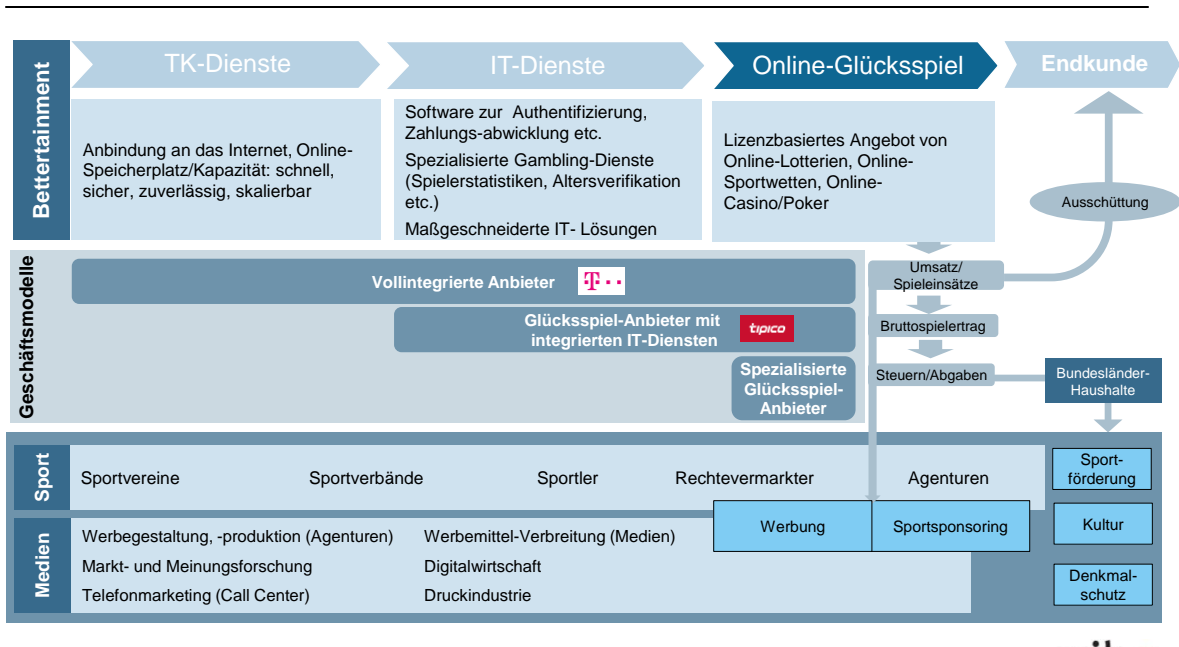 Bettertainment
TK-Dienste
IT-Dienste
Online-Glücksspiel
Endkunde
Anbindung an das Internet, Online-
Speicherplatz/Kapazität: schnell,
sicher, zuverlässig, skalierbar
Software zur Authentifizierung,
Zahlungs-abwicklung etc.
Spezialisierte Gambling-Dienste
(Spielerstatistiken, Altersverifikation
etc.)
Maßgeschneiderte IT- Lösungen
Lizenzbasiertes Angebot von
Online-Lotterien, Online-
Sportwetten, Online-
Casino/Poker
Ausschüttung
Geschäftsmodelle
Vollintegrierte Anbieter
T
Glücksspiel-Anbieter mit
integrierten IT-Diensten
tipico
Spezialisierte
Glücksspiel-
Anbieter
Umsatz/
Spieleinsätze
Bruttospielertrag
Steuern/Abgaben
Bundesländer-
Haushalte
Sport
Sportvereine
Sportverbände
Sportler
Rechtevermarkter
Agenturen
Sport-
förderung
Medien
Werbegestaltung, -produktion (Agenturen)
Werbemittel-Verbreitung (Medien)
Werbung
Sportsponsoring
Kultur
Markt- und Meinungsforschung
Digitalwirtschaft
Telefonmarketing (Call Center)
Druckindustrie
Denkmal-
schutz